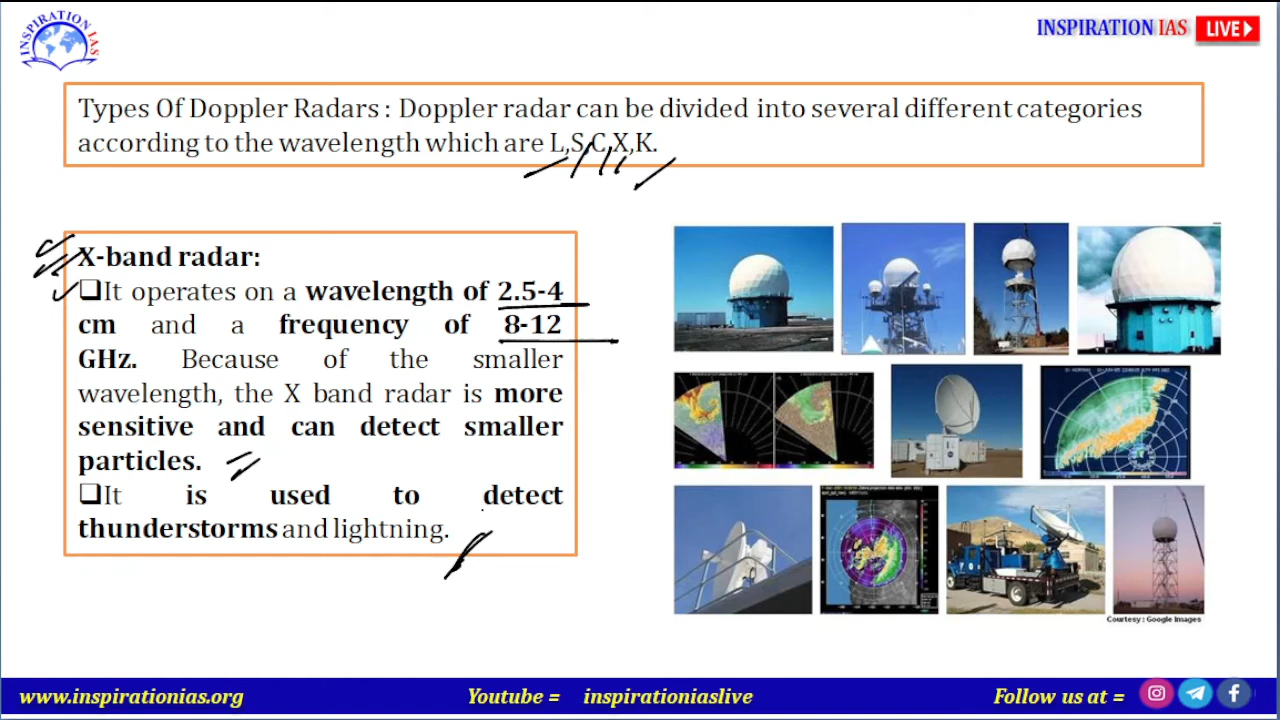 INSPIRATION IAS
INSPIRATION IAS LIVE
Types Of Doppler Radars : Doppler radar can be divided into several different categories
according to the wavelength which are L,S,C,X,K.
X-band radar:
❑It operates on a wavelength of 2.5-4
cm and a frequency of 8-12
GHz. Because of the smaller
wavelength, the X band radar is more
sensitive and can detect smaller
particles.
❑It is used to detect
thunderstorms and lightning.
Courtesy : Google Images
www.inspirationias.org
Youtube = inspirationiaslive
Follow us at =